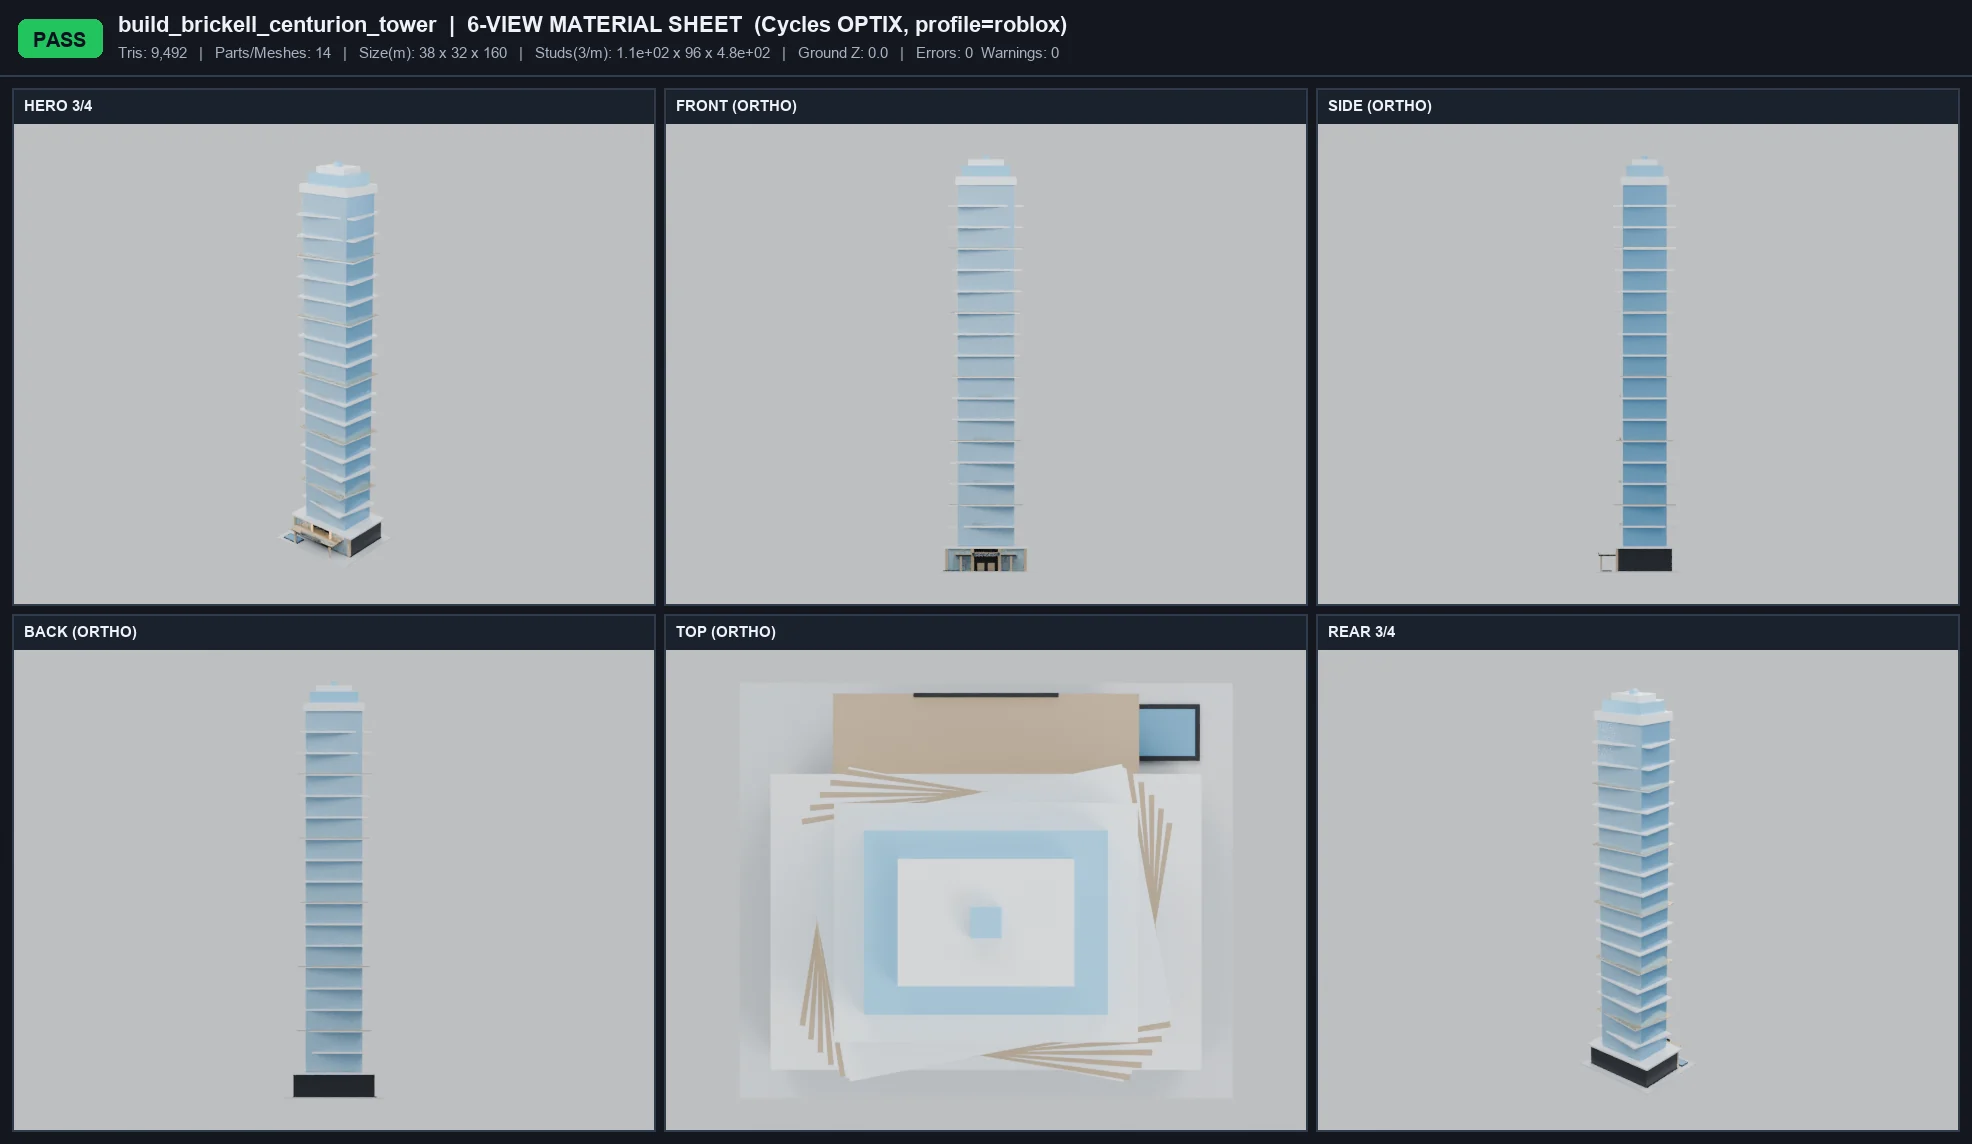 PASS
build_brickell_centurion_tower | 6-VIEW MATERIAL SHEET (Cycles OPTIX, profile=roblox)
Tris: 9,492 | Parts/Meshes: 14 | Size(m): 38 x 32 x 160 | Studs(3/m): 1.1e+02 x 96 x 4.8e+02 | Ground Z: 0.0 | Errors: 0 Warnings: 0
HERO 3/4
FRONT (ORTHO)
SIDE (ORTHO)
BACK (ORTHO)
TOP (ORTHO)
REAR 3/4